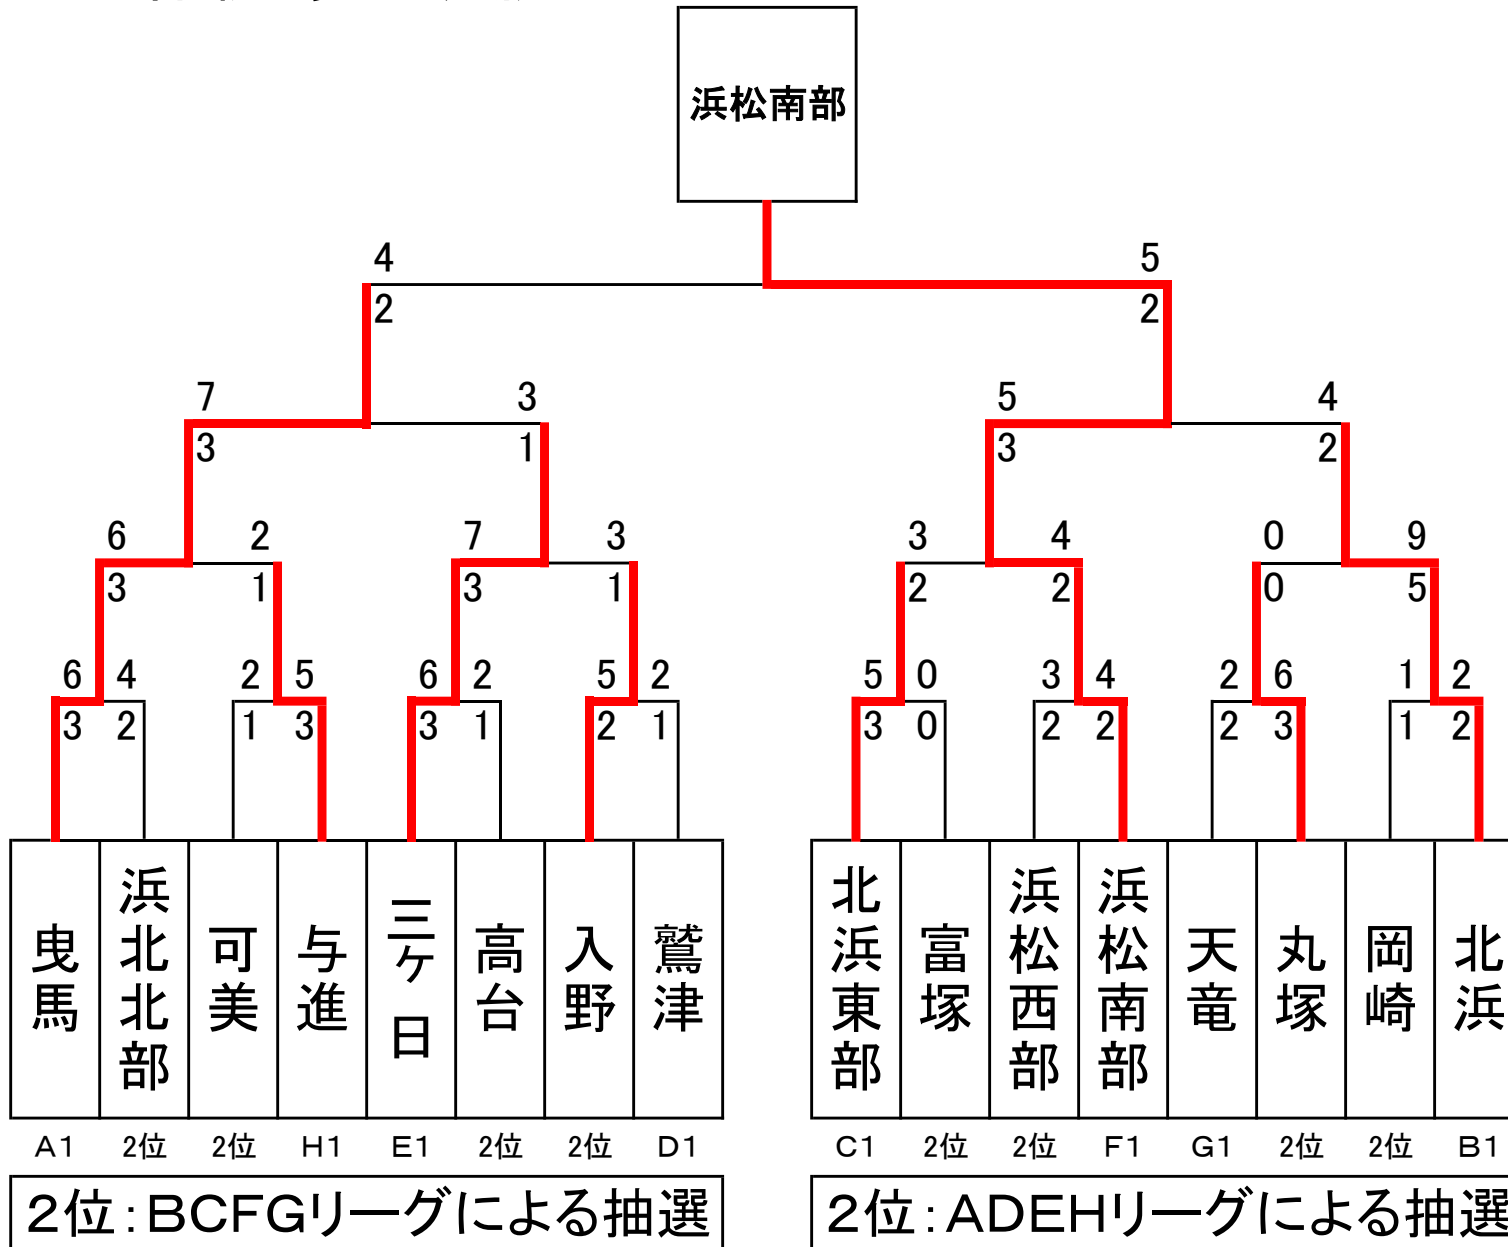 浜松南部
4 5
2 2
7 3 5 4
3 1 3 2
6 2 7 3 3 4 0 9
3 1 3 1 2 2 0 5
6 4 2 5 6 2 5 2 5 0 3 4 2 6 1 2
3 2 1 3 3 1 2 1 3 0 2 2 2 3 1 2
曳馬
浜北北部
可美
与進
三ケ日
高台
入野
鷲津
北浜東部
富塚
浜松西部
浜松南部
天竜
丸塚
岡崎
北浜
A1 2位 2位 H1 E1 2位 2位 D1 C1 2位 2位 F1 G1 2位 2位 B1
2位:BCFGリーグによる抽選
2位:ADEHリーグによる抽選